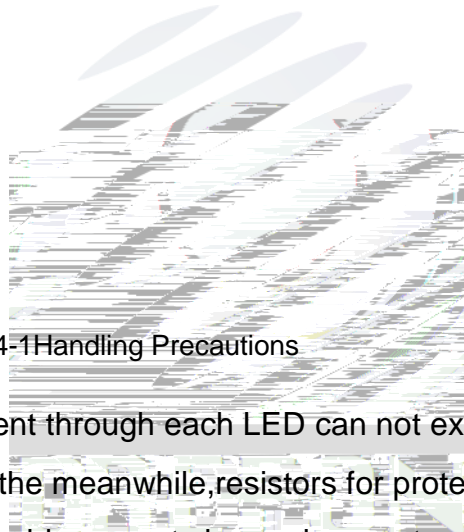 4-1Handling Precautions
ent through each LED can not ex
the meanwhile,resistors for prote